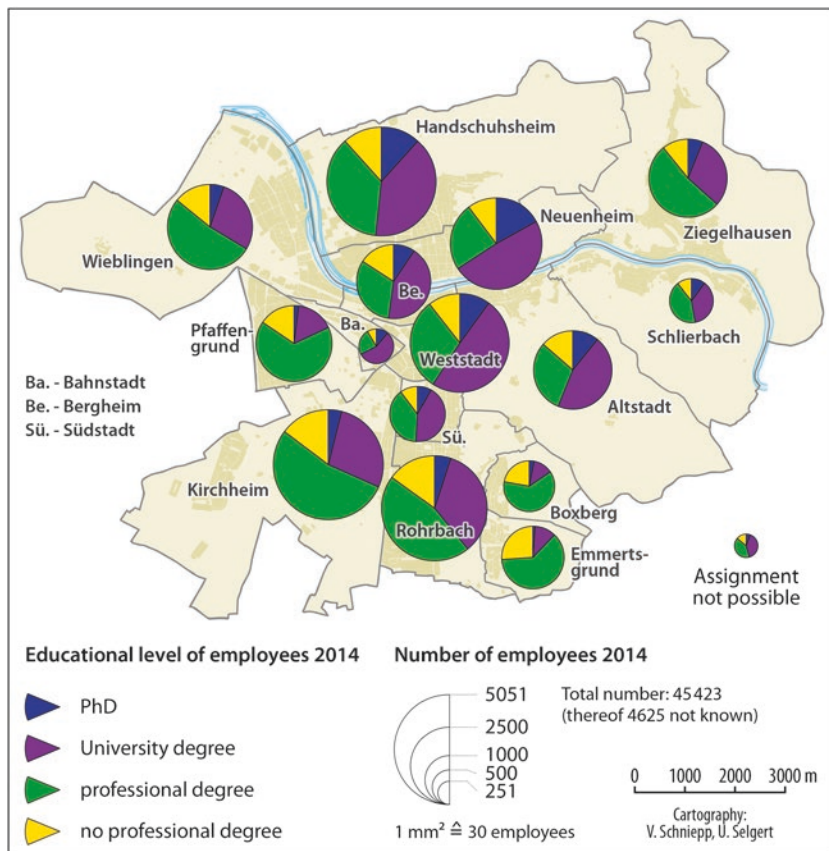 Handschuhsheim
Neuenheim
Ziegelhausen
Wieblingen
Be.
Pfaffen-
grund
Ba.
Schlierbach
Weststadt
Ba. - Bahnstadt
Be. - Bergheim
Sü. - Südstadt
Altstadt
Sü.
Kirchheim
Boxberg
Rohrbach
Emmerts-
grund
Assignment
not possible
Educational level of employees 2014
PhD
University degree
professional degree
no professional degree
Number of employees 2014
5051
2500
1000
500
251
1 mm² ≙ 30 employees
Total number: 45 423
(thereof 4625 not known)
0 1000 2000 3000 m
Cartography:
V. Schniepp, U. Selgert